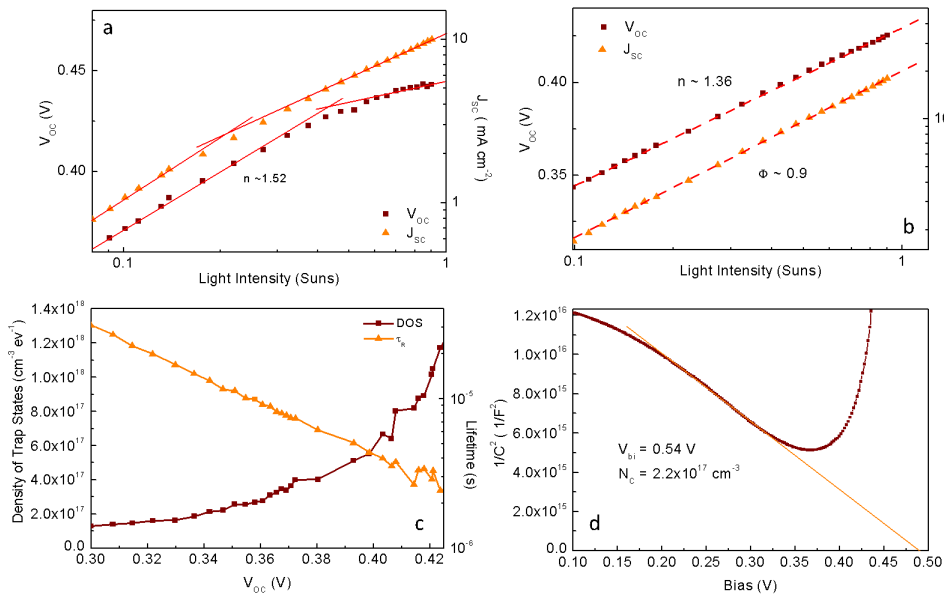 a
0.45
0.40
V_OC (V)
10
1
J_SC ( mA cm^-2)
n ~1.52
V_OC
J_SC
0.1
1
Light Intensity (Suns)
V_OC
J_SC
n ~ 1.36
Φ ~ 0.9
b
0.40
0.35
V_OC (V)
10
0.1
1
Light Intensity (Suns)
1.4x10^18
1.2x10^18
1.0x10^18
8.0x10^17
6.0x10^17
4.0x10^17
2.0x10^17
0.0
Density of Trap States (cm^-3 ev^-1)
DOS
τ_R
10^-5
10^-6
Lifetime (s)
c
0.30
0.32
0.34
0.36
0.38
0.40
0.42
V_OC (V)
1.2x10^16
1.0x10^16
8.0x10^15
6.0x10^15
4.0x10^15
2.0x10^15
0.0
1/C^2 ( 1/F^2)
V_bi = 0.54 V
N_C = 2.2x10^17 cm^-3
d
0.10
0.15
0.20
0.25
0.30
0.35
0.40
0.45
0.50
Bias (V)